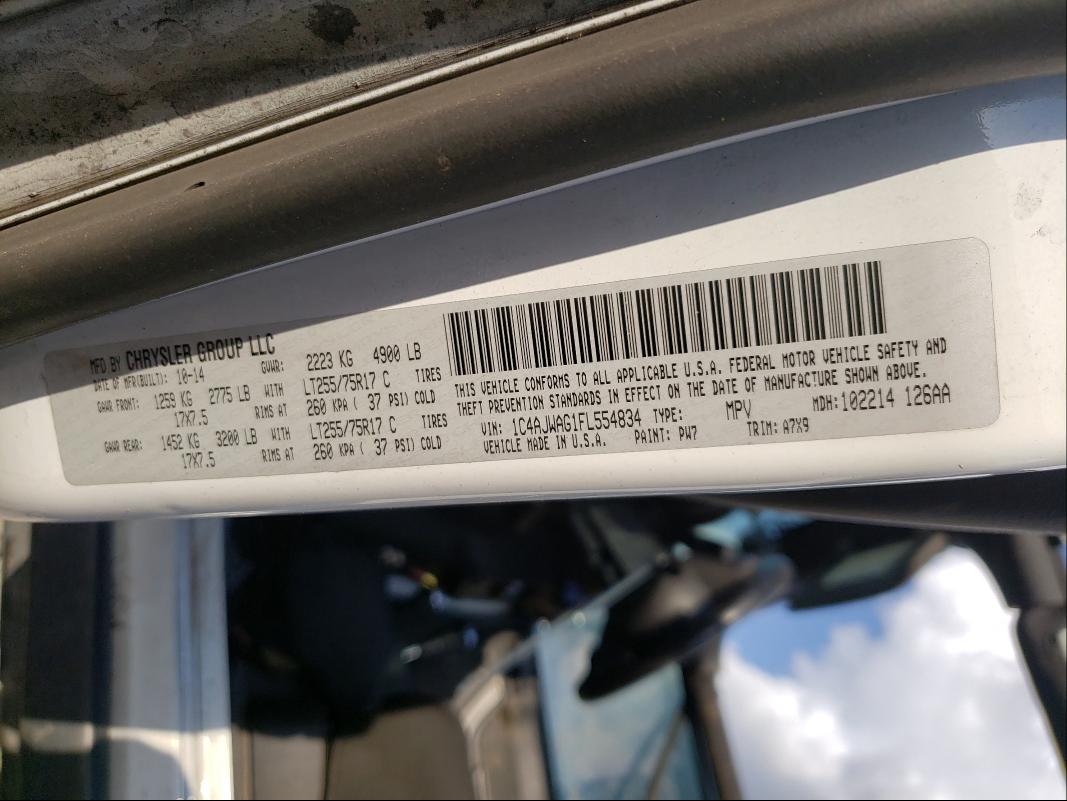 MFD BY CHRYSLER GROUP LLC
DATE OF MFR(BUILT): 10-14 GVWR: 2223 KG 4900 LB
GAWR FRONT: 1259 KG 2775 LB WITH LT255/75R17 C TIRES
17X7.5 RIMS AT 260 KPA ( 37 PSI) COLD
GAWR REAR: 1452 KG 3200 LB WITH LT255/75R17 C TIRES
17X7.5 RIMS AT 260 KPA ( 37 PSI) COLD
THIS VEHICLE CONFORMS TO ALL APPLICABLE U.S.A. FEDERAL MOTOR VEHICLE SAFETY AND
THEFT PREVENTION STANDARDS IN EFFECT ON THE DATE OF MANUFACTURE SHOWN ABOVE.
VIN: 1C4AJWAG1FL554834 TYPE: MPV MDH:102214 126AA
VEHICLE MADE IN U.S.A. PAINT: PW7 TRIM: A7X9